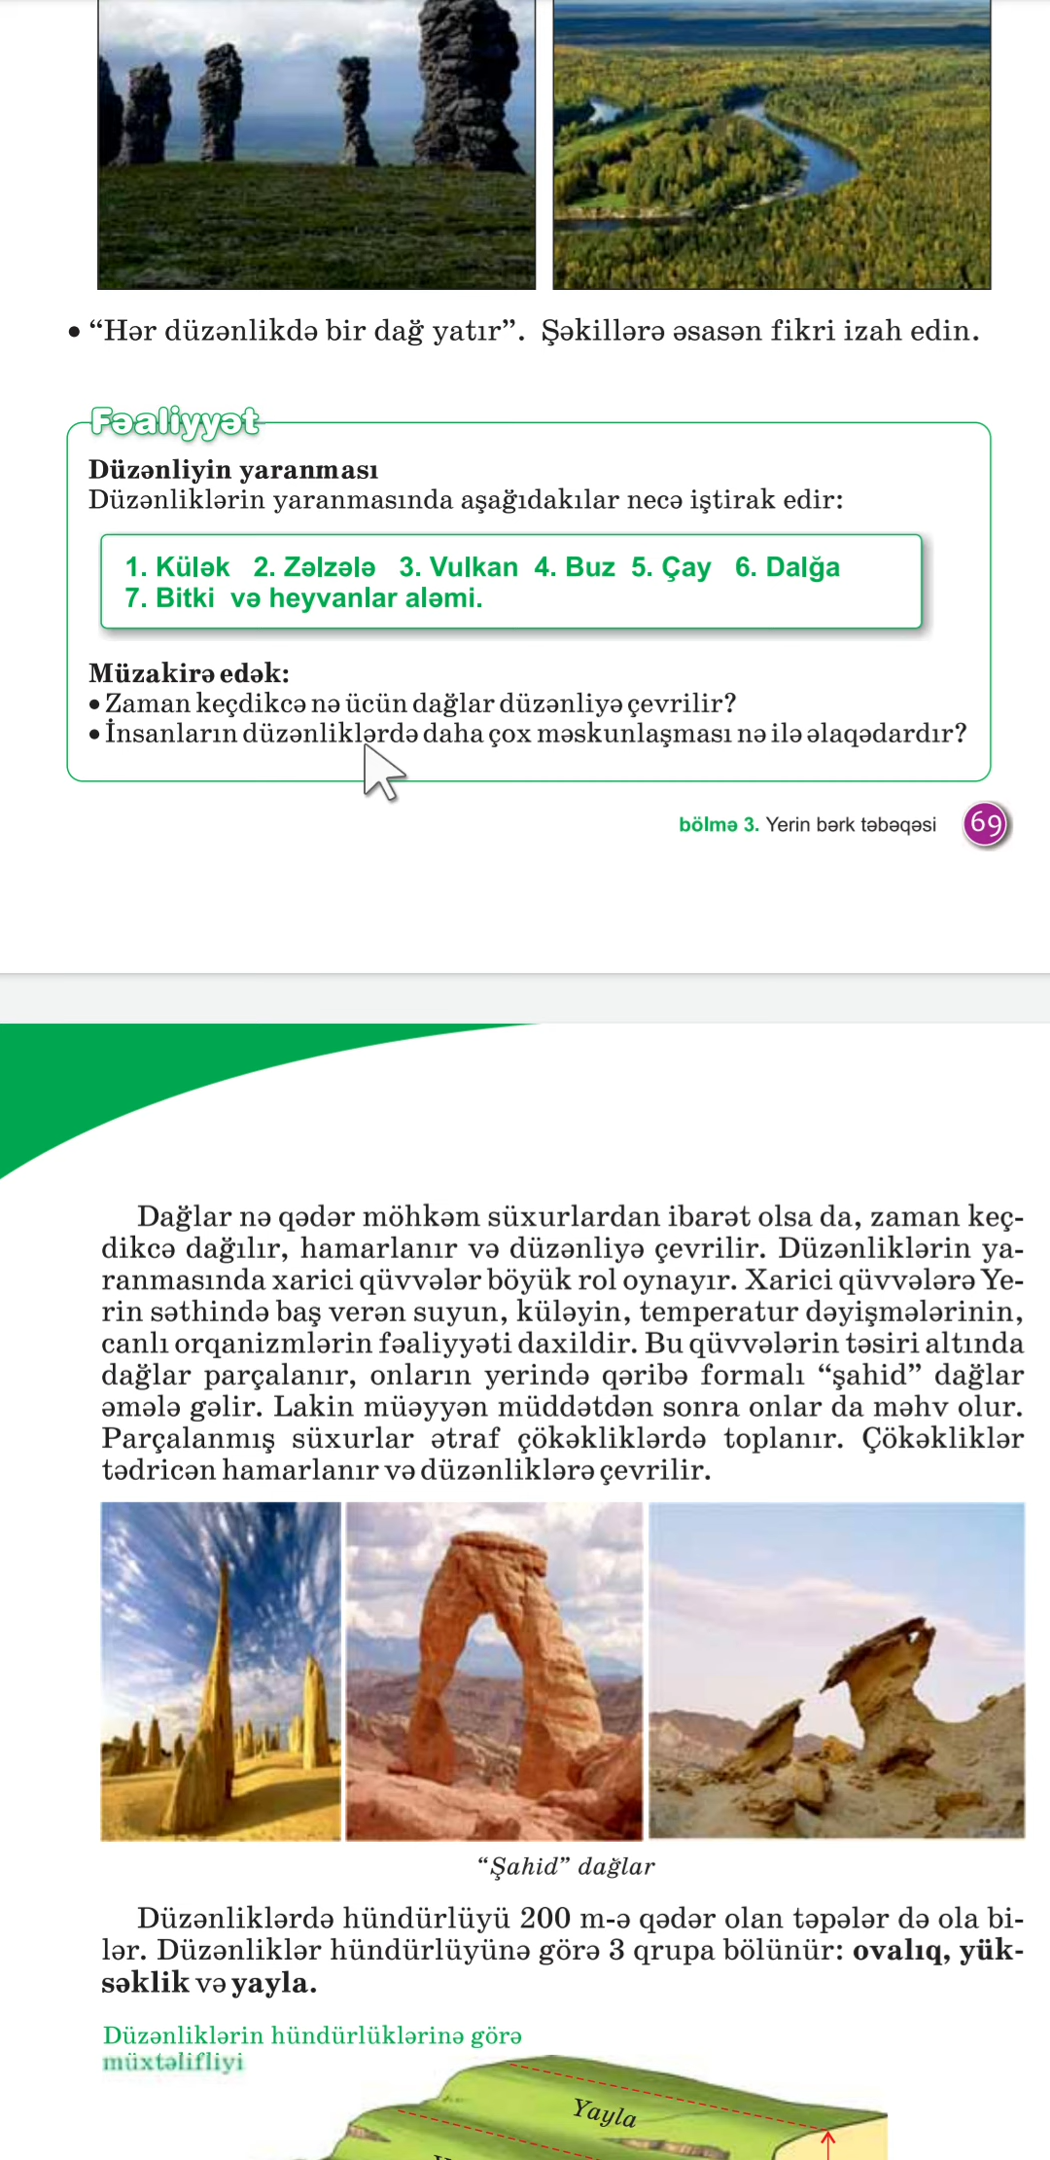 • “Hər düzənlikdə bir dağ yatır”. Şəkillərə əsasən fikri izah edin.
Fəaliyyət
Düzənliyin yaranması
Düzənliklərin yaranmasında aşağıdakılar necə iştirak edir:
1. Külək 2. Zəlzələ 3. Vulkan 4. Buz 5. Çay 6. Dalğa
7. Bitki və heyvanlar aləmi.
Müzakirə edək:
• Zaman keçdikcə nə ücün dağlar düzənliyə çevrilir?
• İnsanların düzənliklərdə daha çox məskunlaşması nə ilə əlaqədardır?
bölmə 3. Yerin bərk təbəqəsi 69
Dağlar nə qədər möhkəm süxurlardan ibarət olsa da, zaman keç-
dikcə dağılır, hamarlanır və düzənliyə çevrilir. Düzənliklərin ya-
ranmasında xarici qüvvələr böyük rol oynayır. Xarici qüvvələrə Ye-
rin səthində baş verən suyun, küləyin, temperatur dəyişmələrinin,
canlı orqanizmlərin fəaliyyəti daxildir. Bu qüvvələrin təsiri altında
dağlar parçalanır, onların yerində qəribə formalı “şahid” dağlar
əmələ gəlir. Lakin müəyyən müddətdən sonra onlar da məhv olur.
Parçalanmış süxurlar ətraf çökəkliklərdə toplanır. Çökəkliklər
tədricən hamarlanır və düzənliklərə çevrilir.
“Şahid” dağlar
Düzənliklərdə hündürlüyü 200 m-ə qədər olan təpələr də ola bi-
lər. Düzənliklər hündürlüyünə görə 3 qrupa bölünür: ovalıq, yük-
səklik və yayla.
Düzənliklərin hündürlüklərinə görə
müxtəlifliyi
Yayla